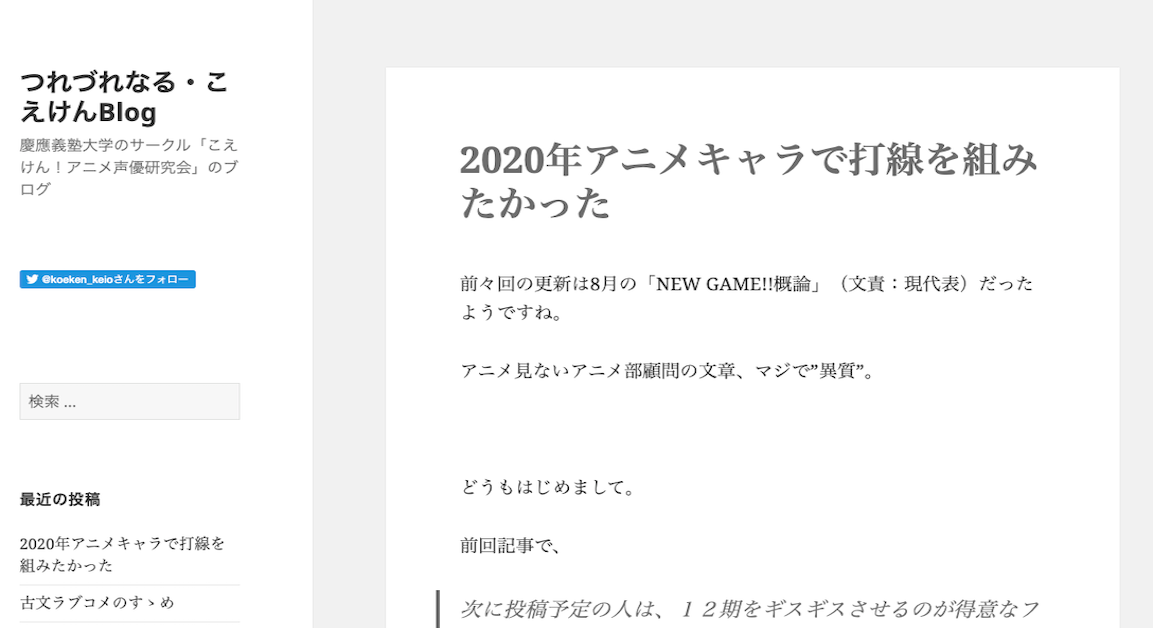 つれづれなる・こ
えけんBlog
慶應義塾大学のサークル「こえ
けん！アニメ声優研究会」のブ
ログ
@koeken_keioさんをフォロー
検索 ...
最近の投稿
2020年アニメキャラで打線を
組みたかった
古文ラブコメのすゝめ
2020年アニメキャラで打線を組み
たかった
前々回の更新は8月の「NEW GAME!!概論」（文責：現代表）だった
ようですね。
アニメ見ないアニメ部顧問の文章、マジで”異質”。
どうもはじめまして。
前回記事で、
次に投稿予定の人は、１２期をギスギスさせるのが得意なフ